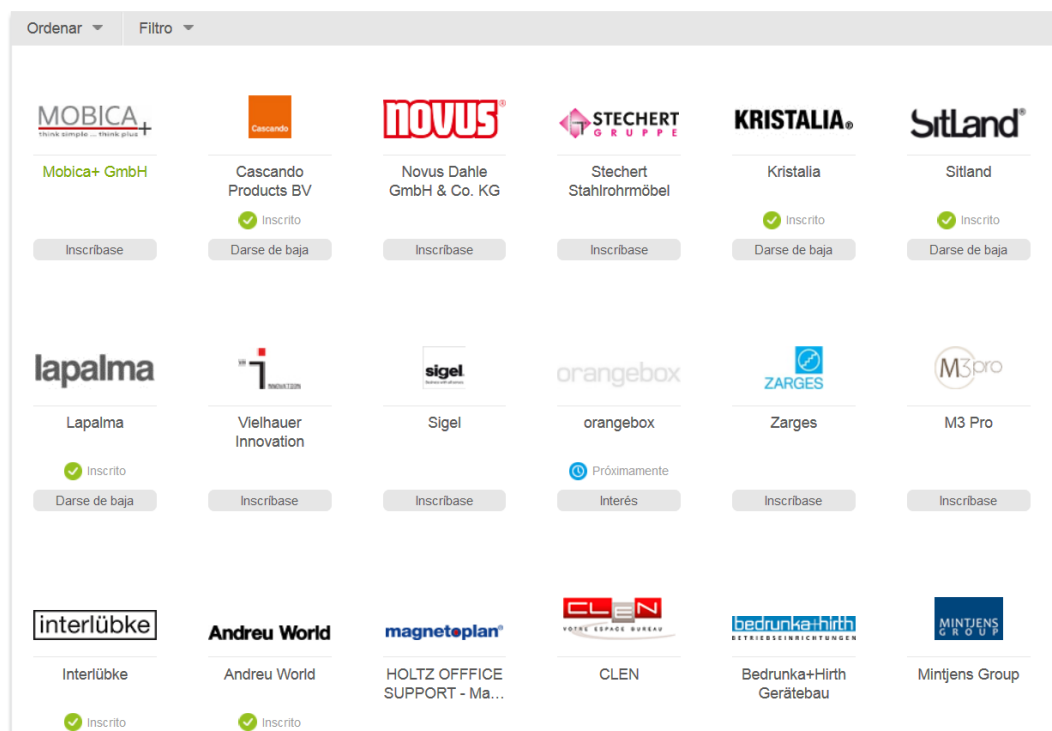 Ordenar Filtro
MOBICA+
think simple ... think plus
Cascando
novus®
STECHERT
GRUPPE
KRISTALIA®
SitLand®
Mobica+ GmbH
Cascando
Products BV
Novus Dahle
GmbH & Co. KG
Stechert
Stahlrohrmöbel
Kristalia
Sitland
Inscrito
Inscrito
Inscrito
Inscríbase
Darse de baja
Inscríbase
Inscríbase
Darse de baja
Darse de baja
lapalma
INNOVATION
sigel
orangebox
ZARGES
M3pro
Lapalma
Vielhauer
Innovation
Sigel
orangebox
Zarges
M3 Pro
Inscrito
Próximamente
Darse de baja
Inscríbase
Inscríbase
Interés
Inscríbase
Inscríbase
interlübke
Andreu World
magnetoplan®
CLEN
VOTRE ESPACE BUREAU
bedrunka+hirth
BETRIEBSEINRICHTUNGEN
MINTJENS
GROUP
Interlübke
Andreu World
HOLTZ OFFFICE
SUPPORT - Ma...
CLEN
Bedrunka+Hirth
Gerätebau
Mintjens Group
Inscrito
Inscrito